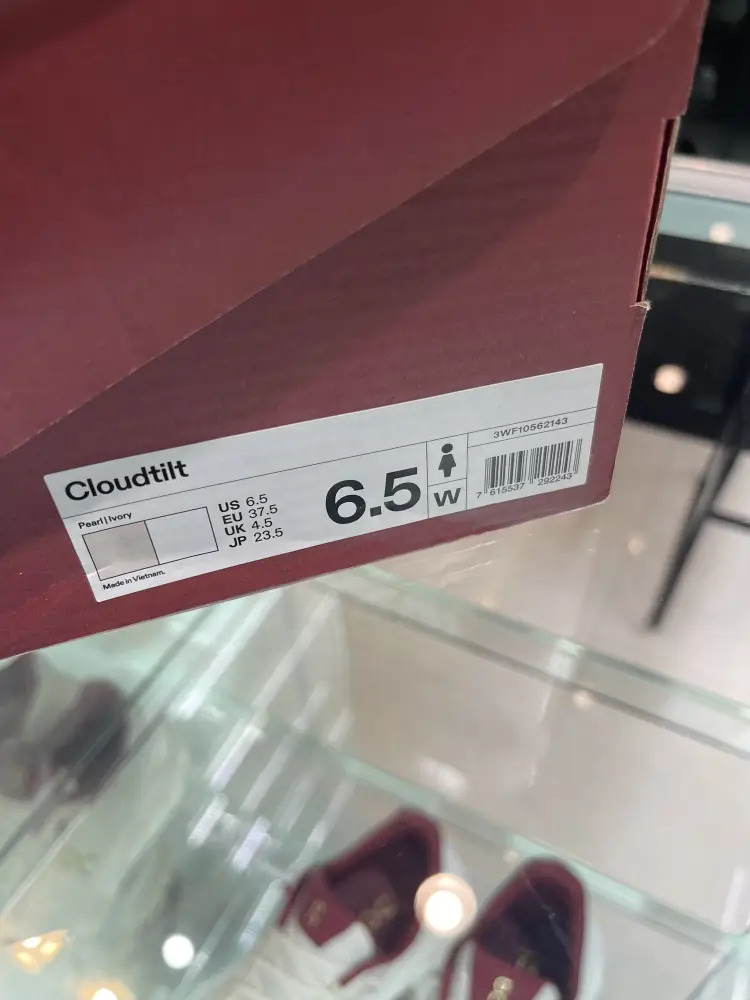 Cloudtilt
Pearl | Ivory
Made in Vietnam.
US 6.5
EU 37.5
UK 4.5
JP 23.5
6.5
W
3WF10562143
7 615537 292243